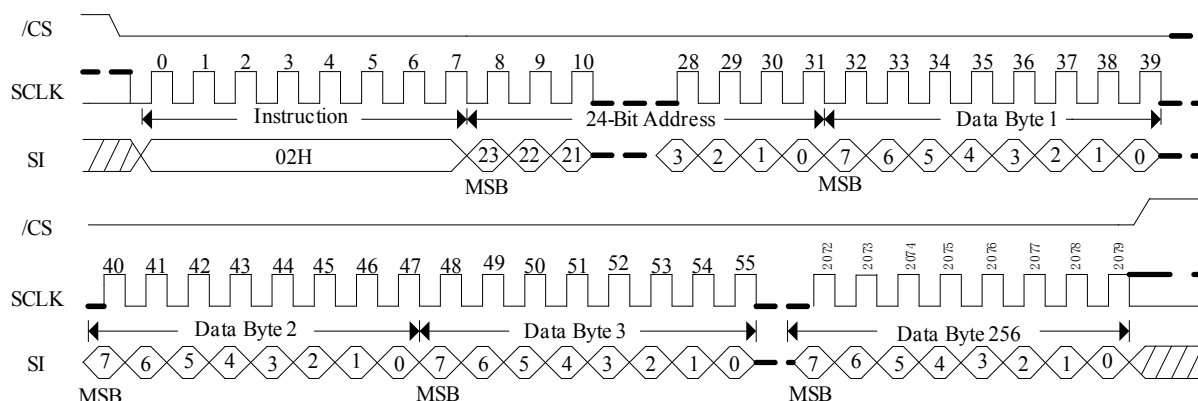 /CS
0 1 2 3 4 5 6 7 8 9 10 28 29 30 31 32 33 34 35 36 37 38 39
SCLK
Instruction 24-Bit Address Data Byte 1
SI 02H 23 22 21 3 2 1 0 7 6 5 4 3 2 1 0
MSB MSB
/CS
40 41 42 43 44 45 46 47 48 49 50 51 52 53 54 55 2072 2073 2074 2075 2076 2077 2078 2079
SCLK
Data Byte 2 Data Byte 3 Data Byte 256
SI 7 6 5 4 3 2 1 0 7 6 5 4 3 2 1 0 7 6 5 4 3 2 1 0
MSB MSB MSB